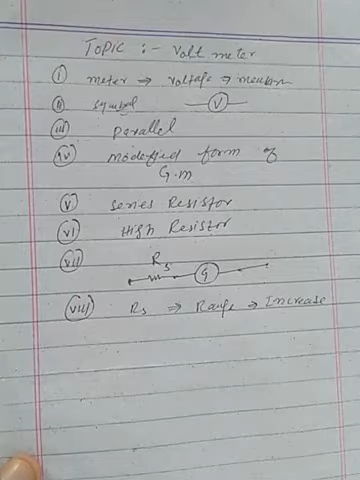 TOPIC :- Volt meter
(i) meter → voltage → measure
(ii) symbol —(V)—
(iii) parallel
(iv) modeffied form of
G.m
(v) series Resistor
(vi) High Resistor
(vii) Rs G
(viii) Rs ⇒ Range → Increase